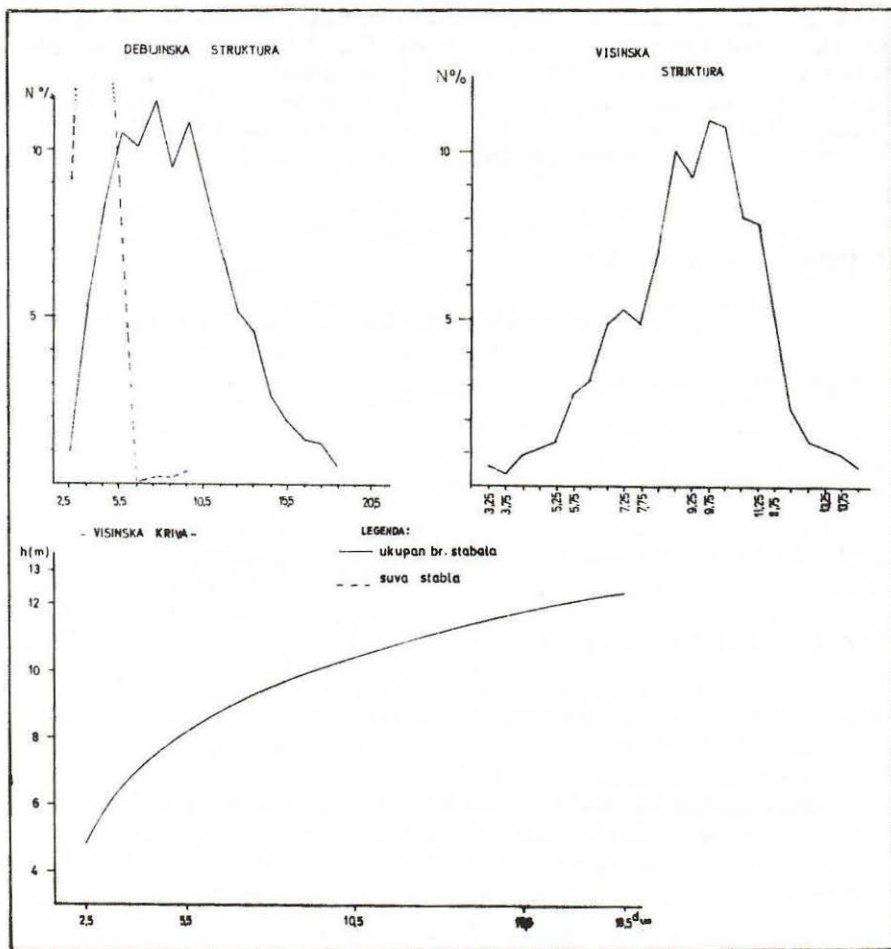 DEBIJINSKA STRUKTURA
N %
10
5
2,5 5,5 10,5 15,5 20,5
VISINSKA
STRUKTURA
N%
10
5
3,25 3,75 5,25 5,75 7,25 7,75 9,25 9,75 11,25 11,75 13,25 13,75
- VISINSKA KRIVA -
h(m)
13
12
10
8
6
4
2,5 5,5 10,5 18,5 d
LEGENDA:
ukupan br. stabala
suva stabla